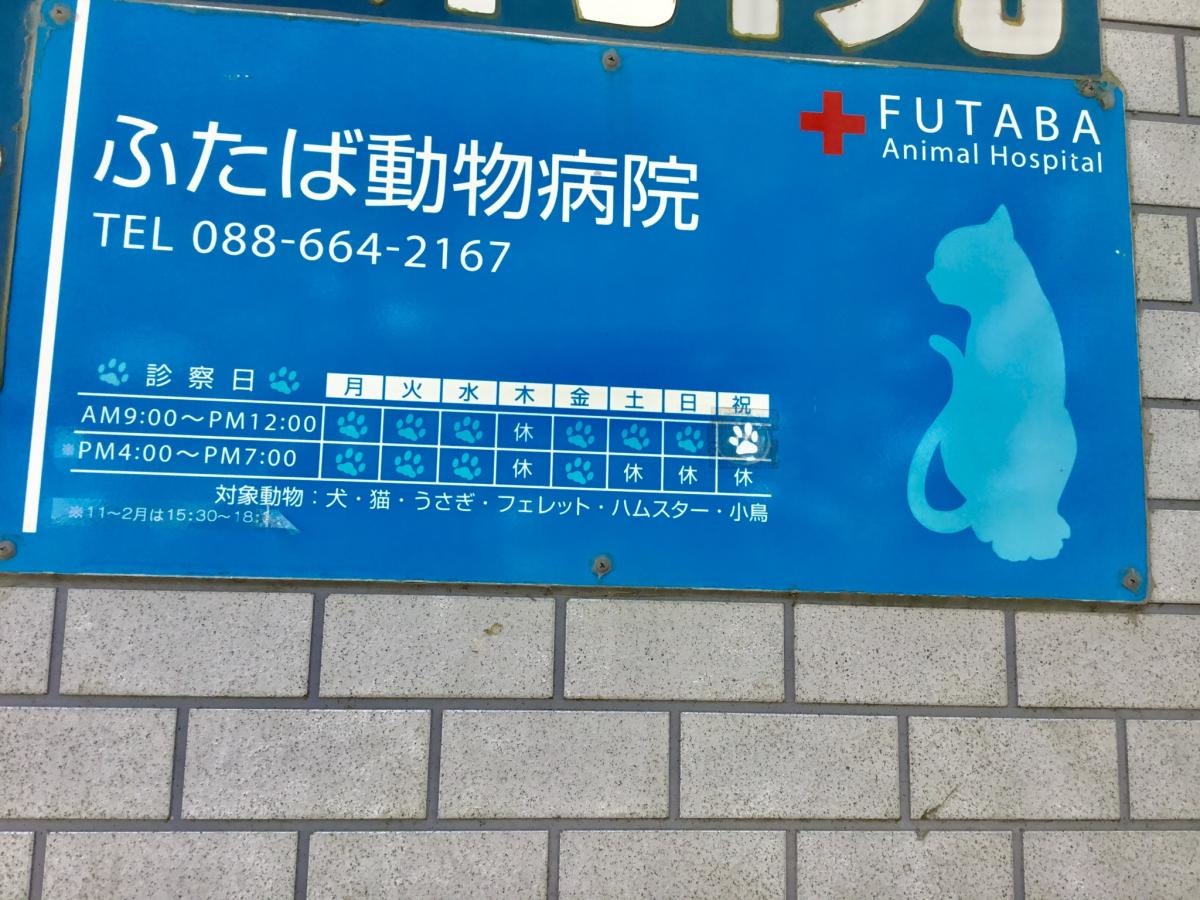 ふたば動物病院
TEL 088-664-2167
FUTABA
Animal Hospital
診察日 月 火 水 木 金 土 日 祝
AM9:00～PM12:00 休
※PM4:00～PM7:00 休 休 休 休
対象動物：犬・猫・うさぎ・フェレット・ハムスター・小鳥
※11～2月は15:30～18: